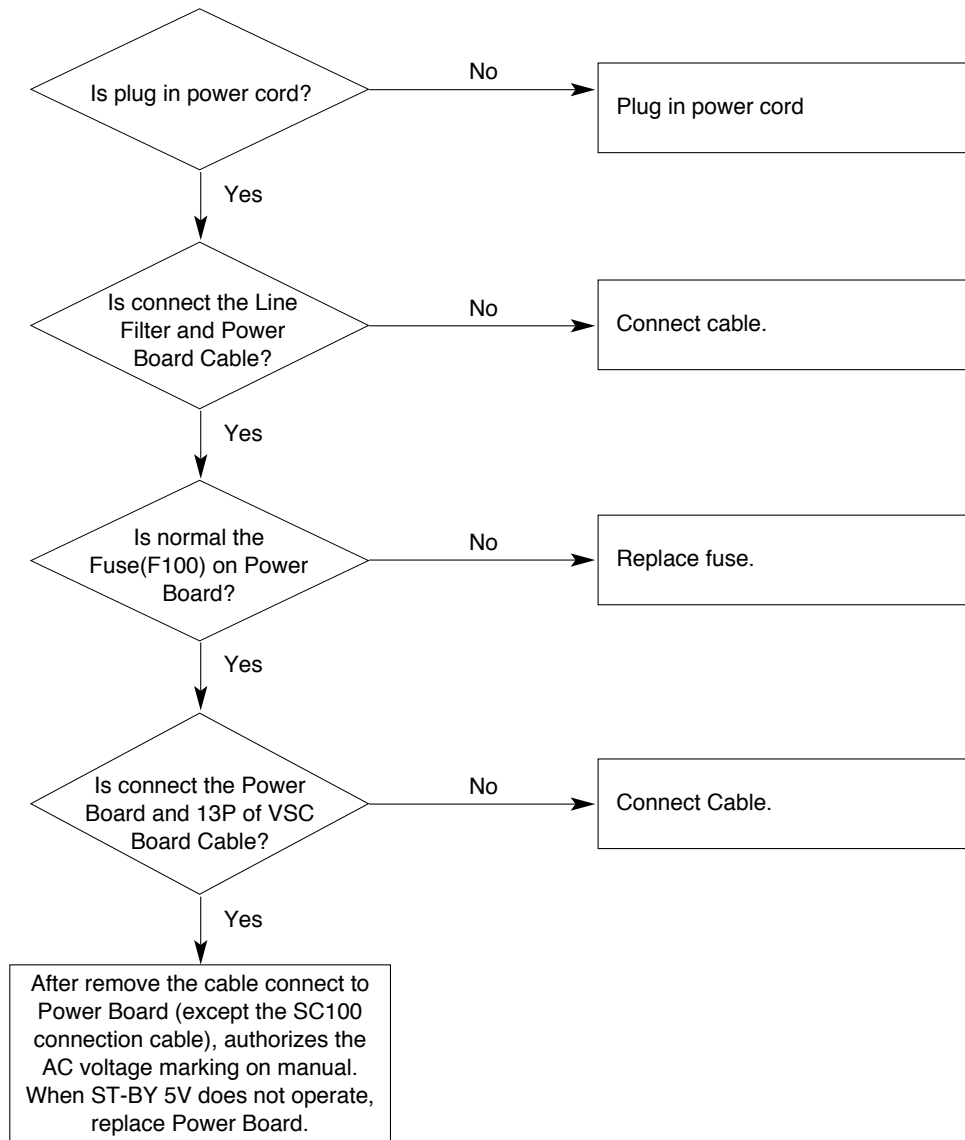 Is plug in power cord?
No
Plug in power cord
Yes
Is connect the Line
Filter and Power
Board Cable?
No
Connect cable.
Yes
Is normal the
Fuse(F100) on Power
Board?
No
Replace fuse.
Yes
Is connect the Power
Board and 13P of VSC
Board Cable?
No
Connect Cable.
Yes
After remove the cable connect to
Power Board (except the SC100
connection cable), authorizes the
AC voltage marking on manual.
When ST-BY 5V does not operate,
replace Power Board.